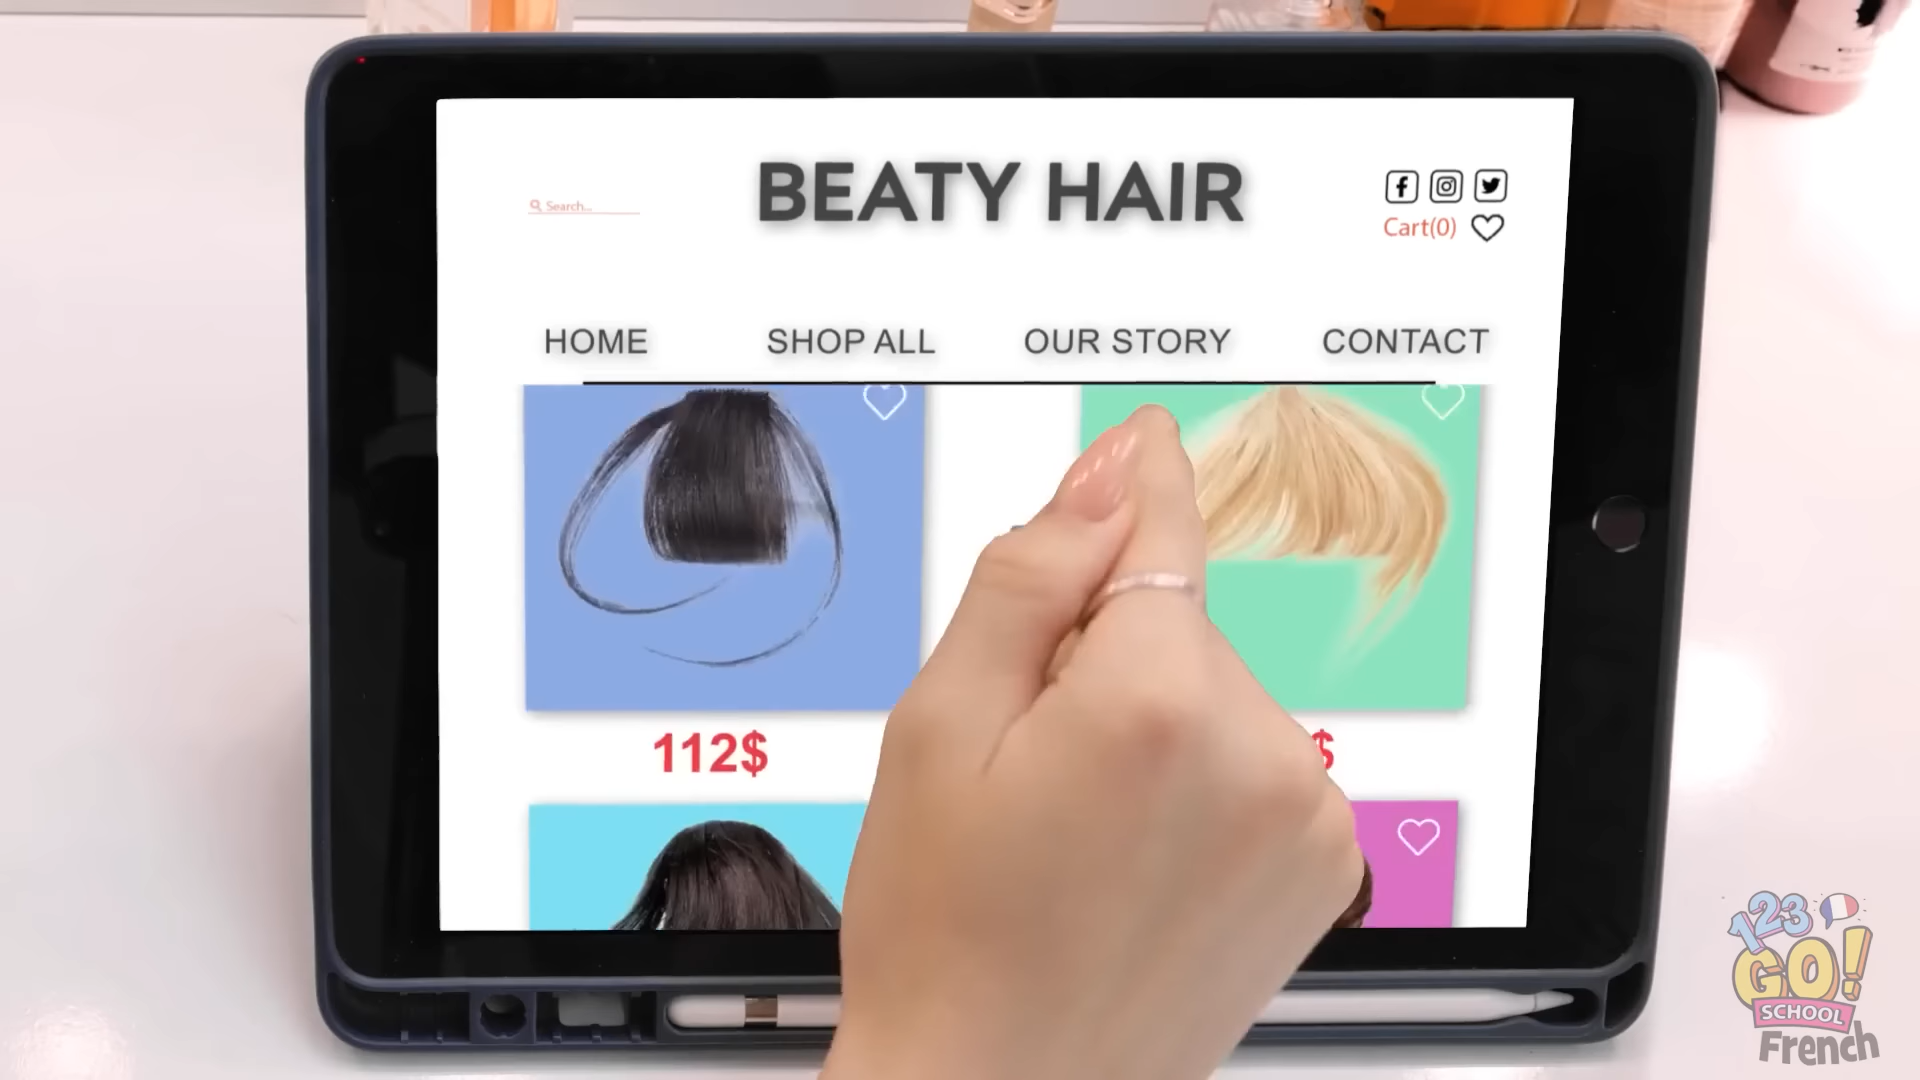 BEATY HAIR
Search...
Cart(0)
HOME
SHOP ALL
OUR STORY
CONTACT
112$
$
123
GO!
SCHOOL
French